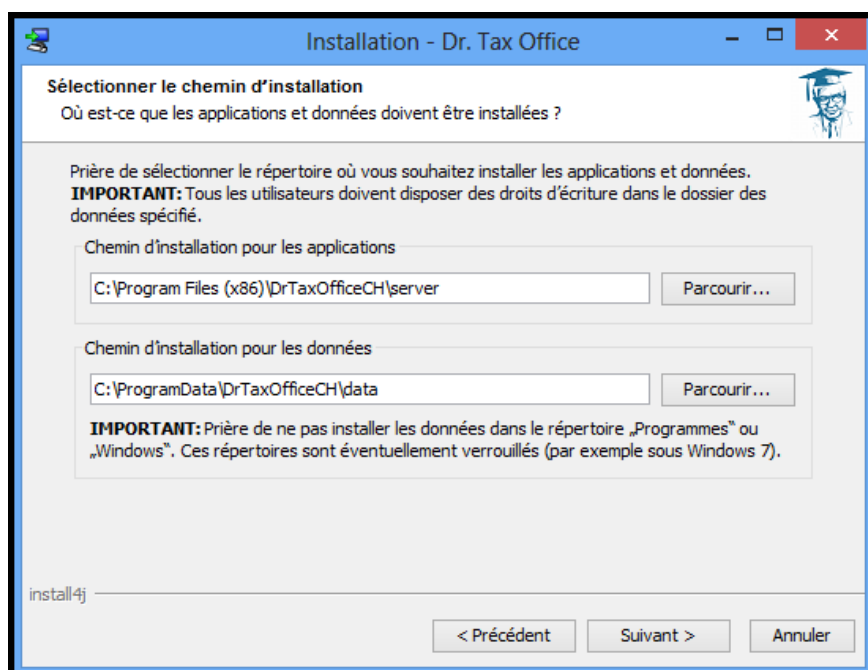 Installation - Dr. Tax Office
Sélectionner le chemin d'installation
Où est-ce que les applications et données doivent être installées ?
Prière de sélectionner le répertoire où vous souhaitez installer les applications et données.
IMPORTANT: Tous les utilisateurs doivent disposer des droits d'écriture dans le dossier des
données spécifié.
Chemin d'installation pour les applications
C:\Program Files (x86)\DrTaxOfficeCH\server
Parcourir...
Chemin d'installation pour les données
C:\ProgramData\DrTaxOfficeCH\data
Parcourir...
IMPORTANT: Prière de ne pas installer les données dans le répertoire „Programmes“ ou
„Windows“. Ces répertoires sont éventuellement verrouillés (par exemple sous Windows 7).
install4j
< Précédent
Suivant >
Annuler